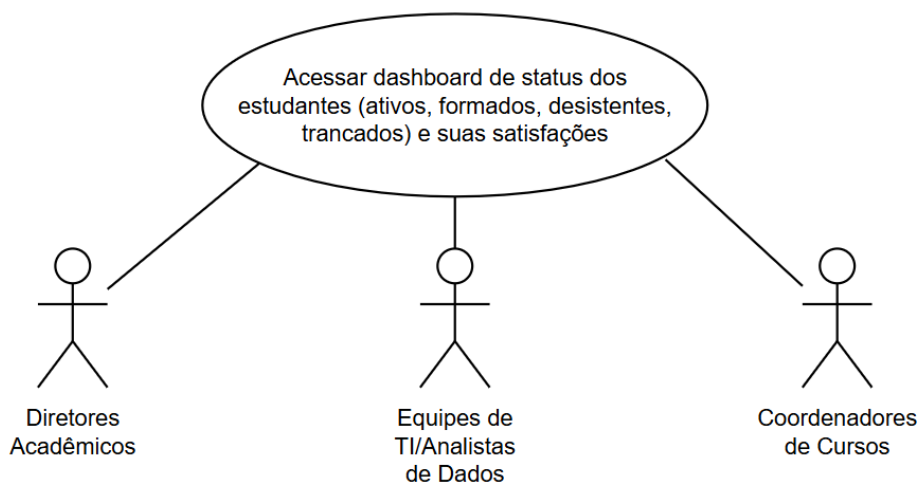 Acessar dashboard de status dos
estudantes (ativos, formados, desistentes,
trancados) e suas satisfações
Diretores
Acadêmicos
Equipes de
TI/Analistas
de Dados
Coordenadores
de Cursos